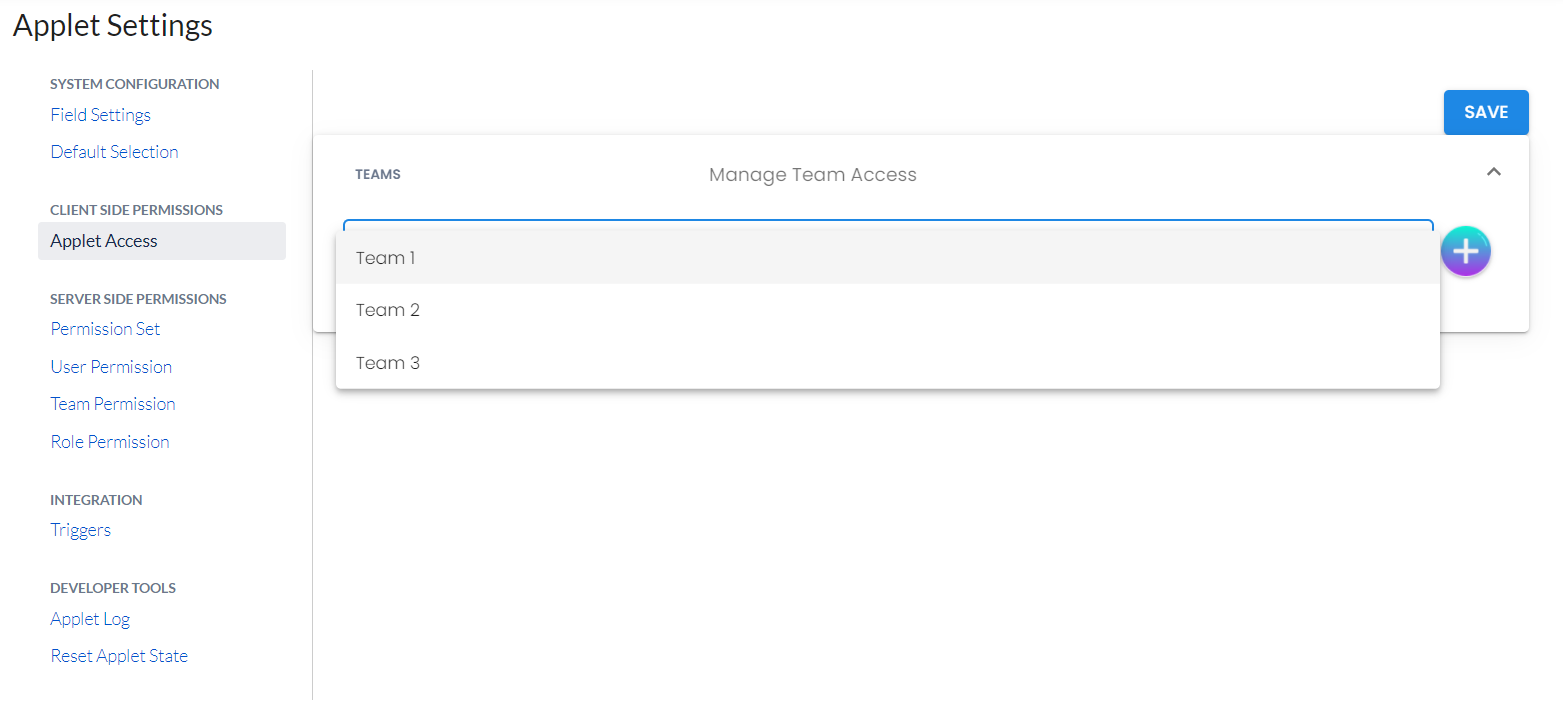 Applet Settings
SYSTEM CONFIGURATION
Field Settings
Default Selection
CLIENT SIDE PERMISSIONS
Applet Access
SERVER SIDE PERMISSIONS
Permission Set
User Permission
Team Permission
Role Permission
INTEGRATION
Triggers
DEVELOPER TOOLS
Applet Log
Reset Applet State
SAVE
TEAMS Manage Team Access
Team 1
Team 2
Team 3